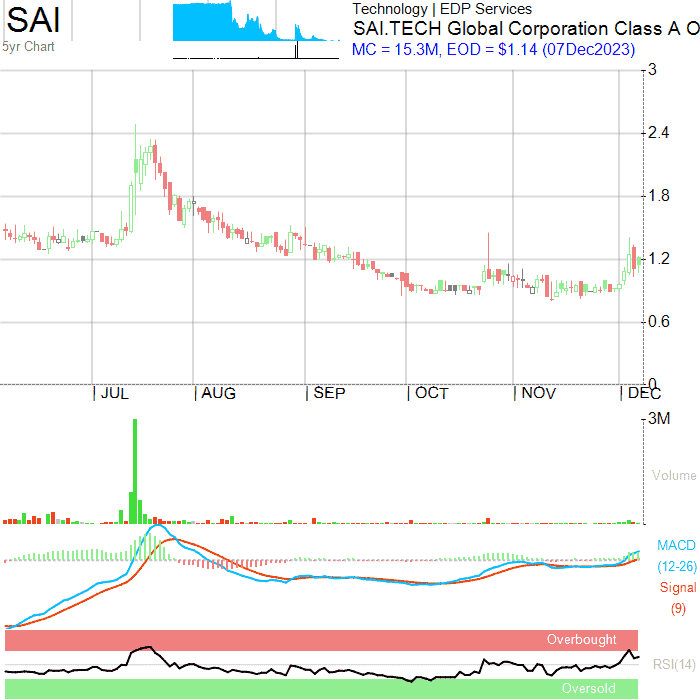 SAI
5yr Chart
Technology | EDP Services
SAI.TECH Global Corporation Class A O
MC = 15.3M, EOD = $1.14 (07Dec2023)
3
2.4
1.8
1.2
0.6
0
JUL AUG SEP OCT NOV DEC
3M
Volume
MACD
(12-26)
Signal
(9)
Overbought
RSI(14)
Oversold